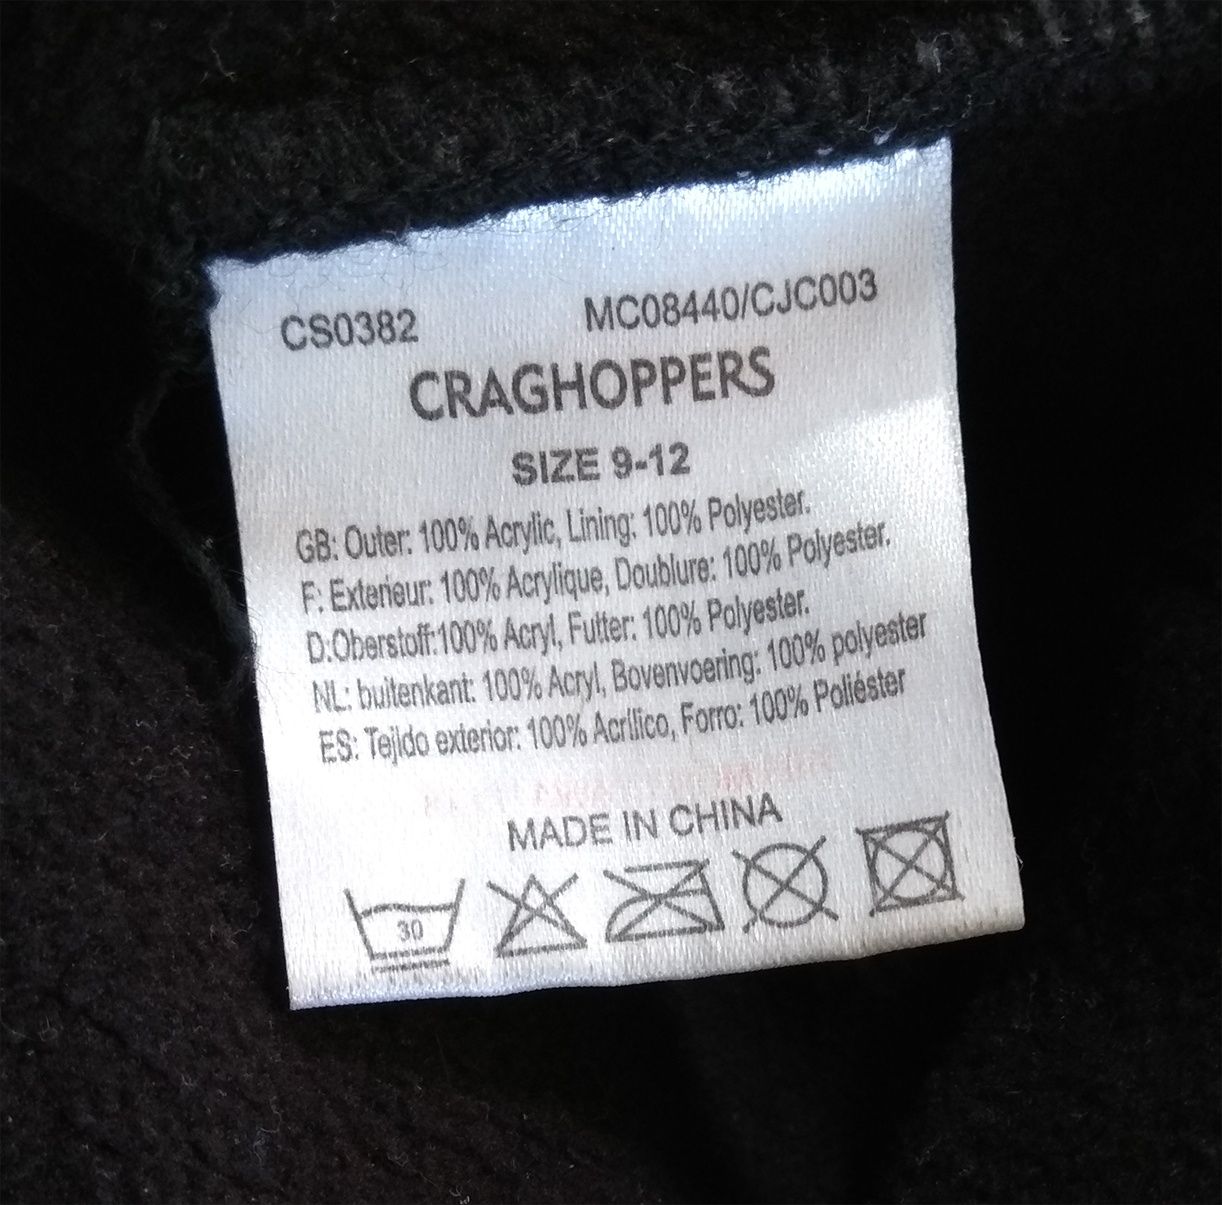 CS0382 MC08440/CJC003
CRAGHOPPERS
SIZE 9-12
GB: Outer: 100% Acrylic, Lining: 100% Polyester.
F: Exterieur: 100% Acrylique, Doublure: 100% Polyester.
D:Oberstoff:100% Acryl, Futter: 100% Polyester.
NL: buitenkant: 100% Acryl, Bovenvoering: 100% polyester
ES: Tejido exterior: 100% Acrílico, Forro: 100% Poliéster
MADE IN CHINA
30